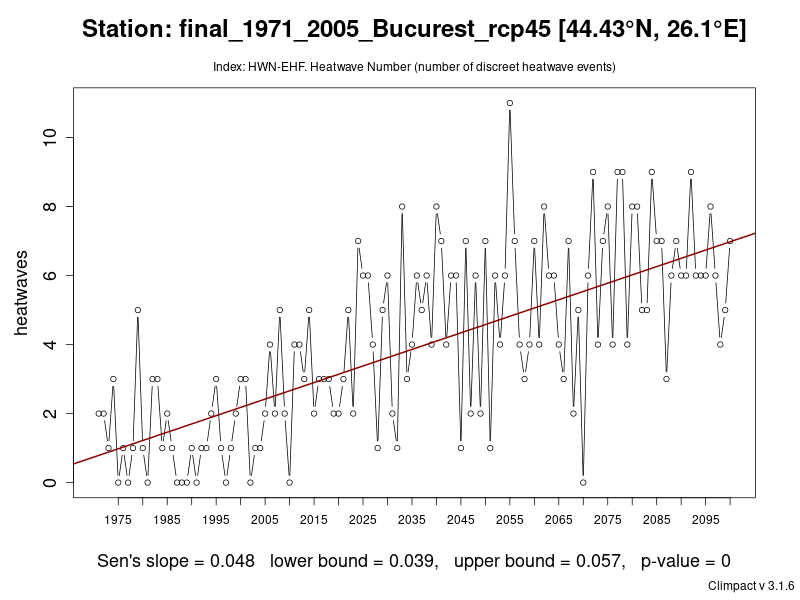 Station: final_1971_2005_Bucurest_rcp45 [44.43°N, 26.1°E]
Index: HWN-EHF. Heatwave Number (number of discreet heatwave events)
heatwaves
10
8
6
4
2
0
1975 1985 1995 2005 2015 2025 2035 2045 2055 2065 2075 2085 2095
Sen's slope = 0.048 lower bound = 0.039, upper bound = 0.057, p-value = 0
Climpact v 3.1.6